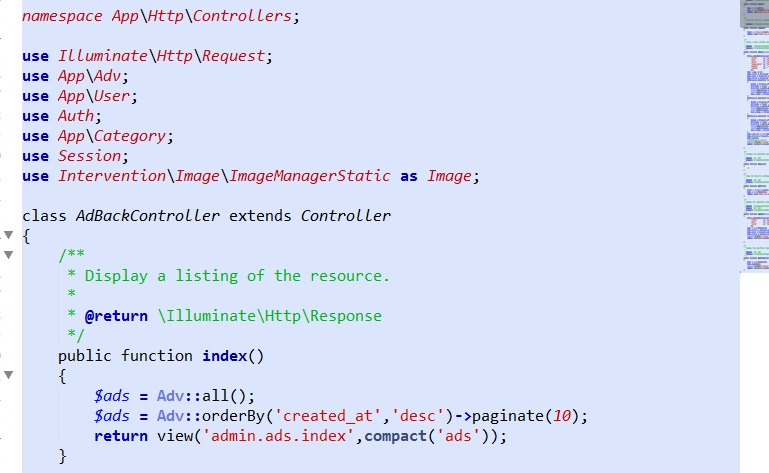 namespace App\Http\Controllers;

use Illuminate\Http\Request;
use App\Adv;
use App\User;
use Auth;
use App\Category;
use Session;
use Intervention\Image\ImageManagerStatic as Image;

class AdBackController extends Controller
{
    /**
     * Display a listing of the resource.
     *
     * @return \Illuminate\Http\Response
     */
    public function index()
    {
        $ads = Adv::all();
        $ads = Adv::orderBy('created_at','desc')->paginate(10);
        return view('admin.ads.index',compact('ads'));
    }